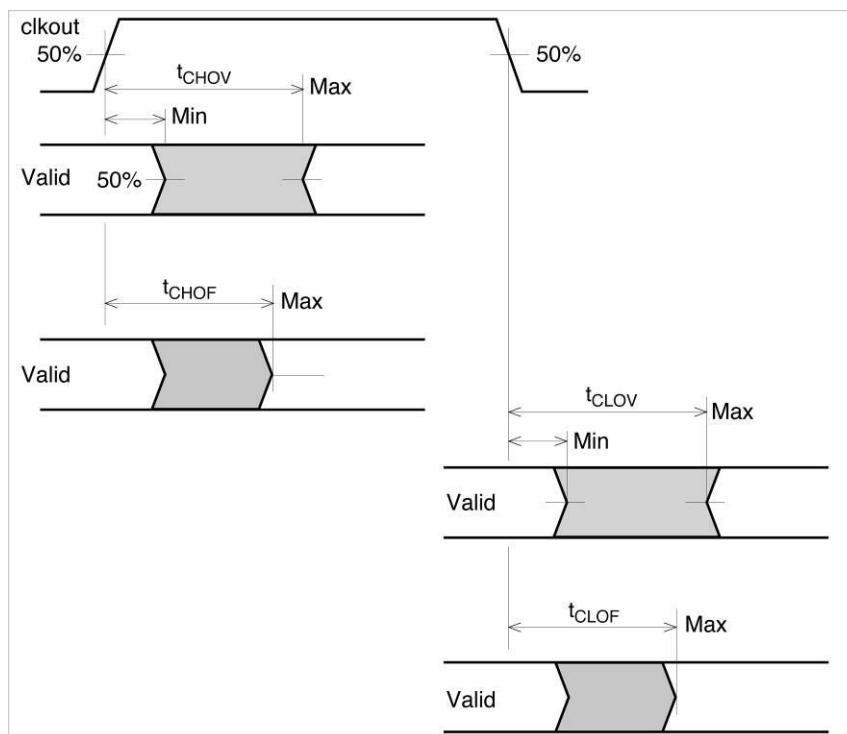 clkout
50%
50%
tCHOV
Max
Min
Valid
50%
tCHOF
Max
Valid
tCLOV
Max
Min
Valid
tCLOF
Max
Valid